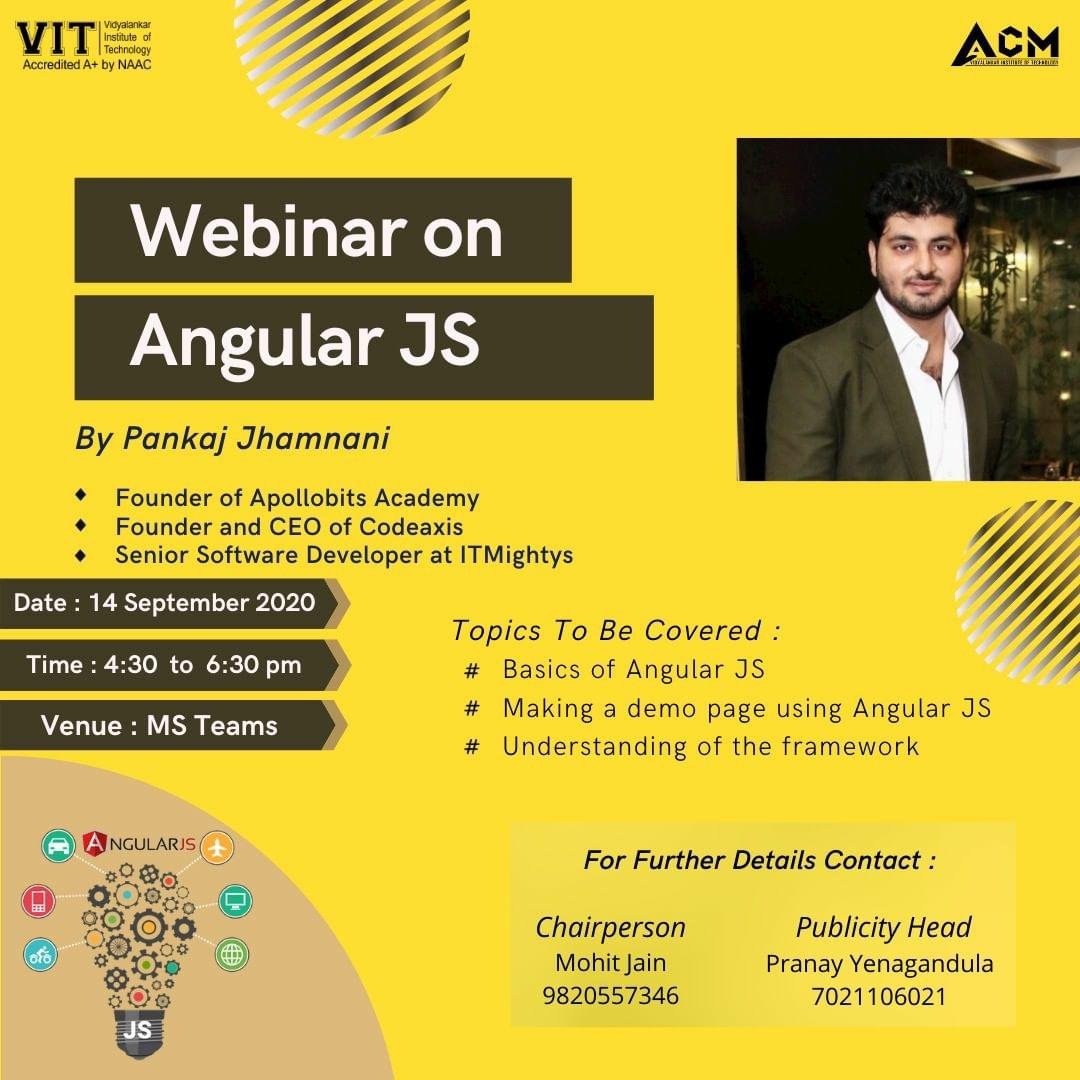 VIT
Vidyalankar
Institute of
Technology
Accredited A+ by NAAC
ACM
VIDYALANKAR INSTITUTE OF TECHNOLOGY
Webinar on
Angular JS
By Pankaj Jhamnani
Founder of Apollobits Academy
Founder and CEO of Codeaxis
Senior Software Developer at ITMightys
Date : 14 September 2020
Time : 4:30 to 6:30 pm
Venue : MS Teams
Topics To Be Covered :
# Basics of Angular JS
# Making a demo page using Angular JS
# Understanding of the framework
ANGULARJS
JS
For Further Details Contact :
Chairperson
Mohit Jain
9820557346
Publicity Head
Pranay Yenagandula
7021106021